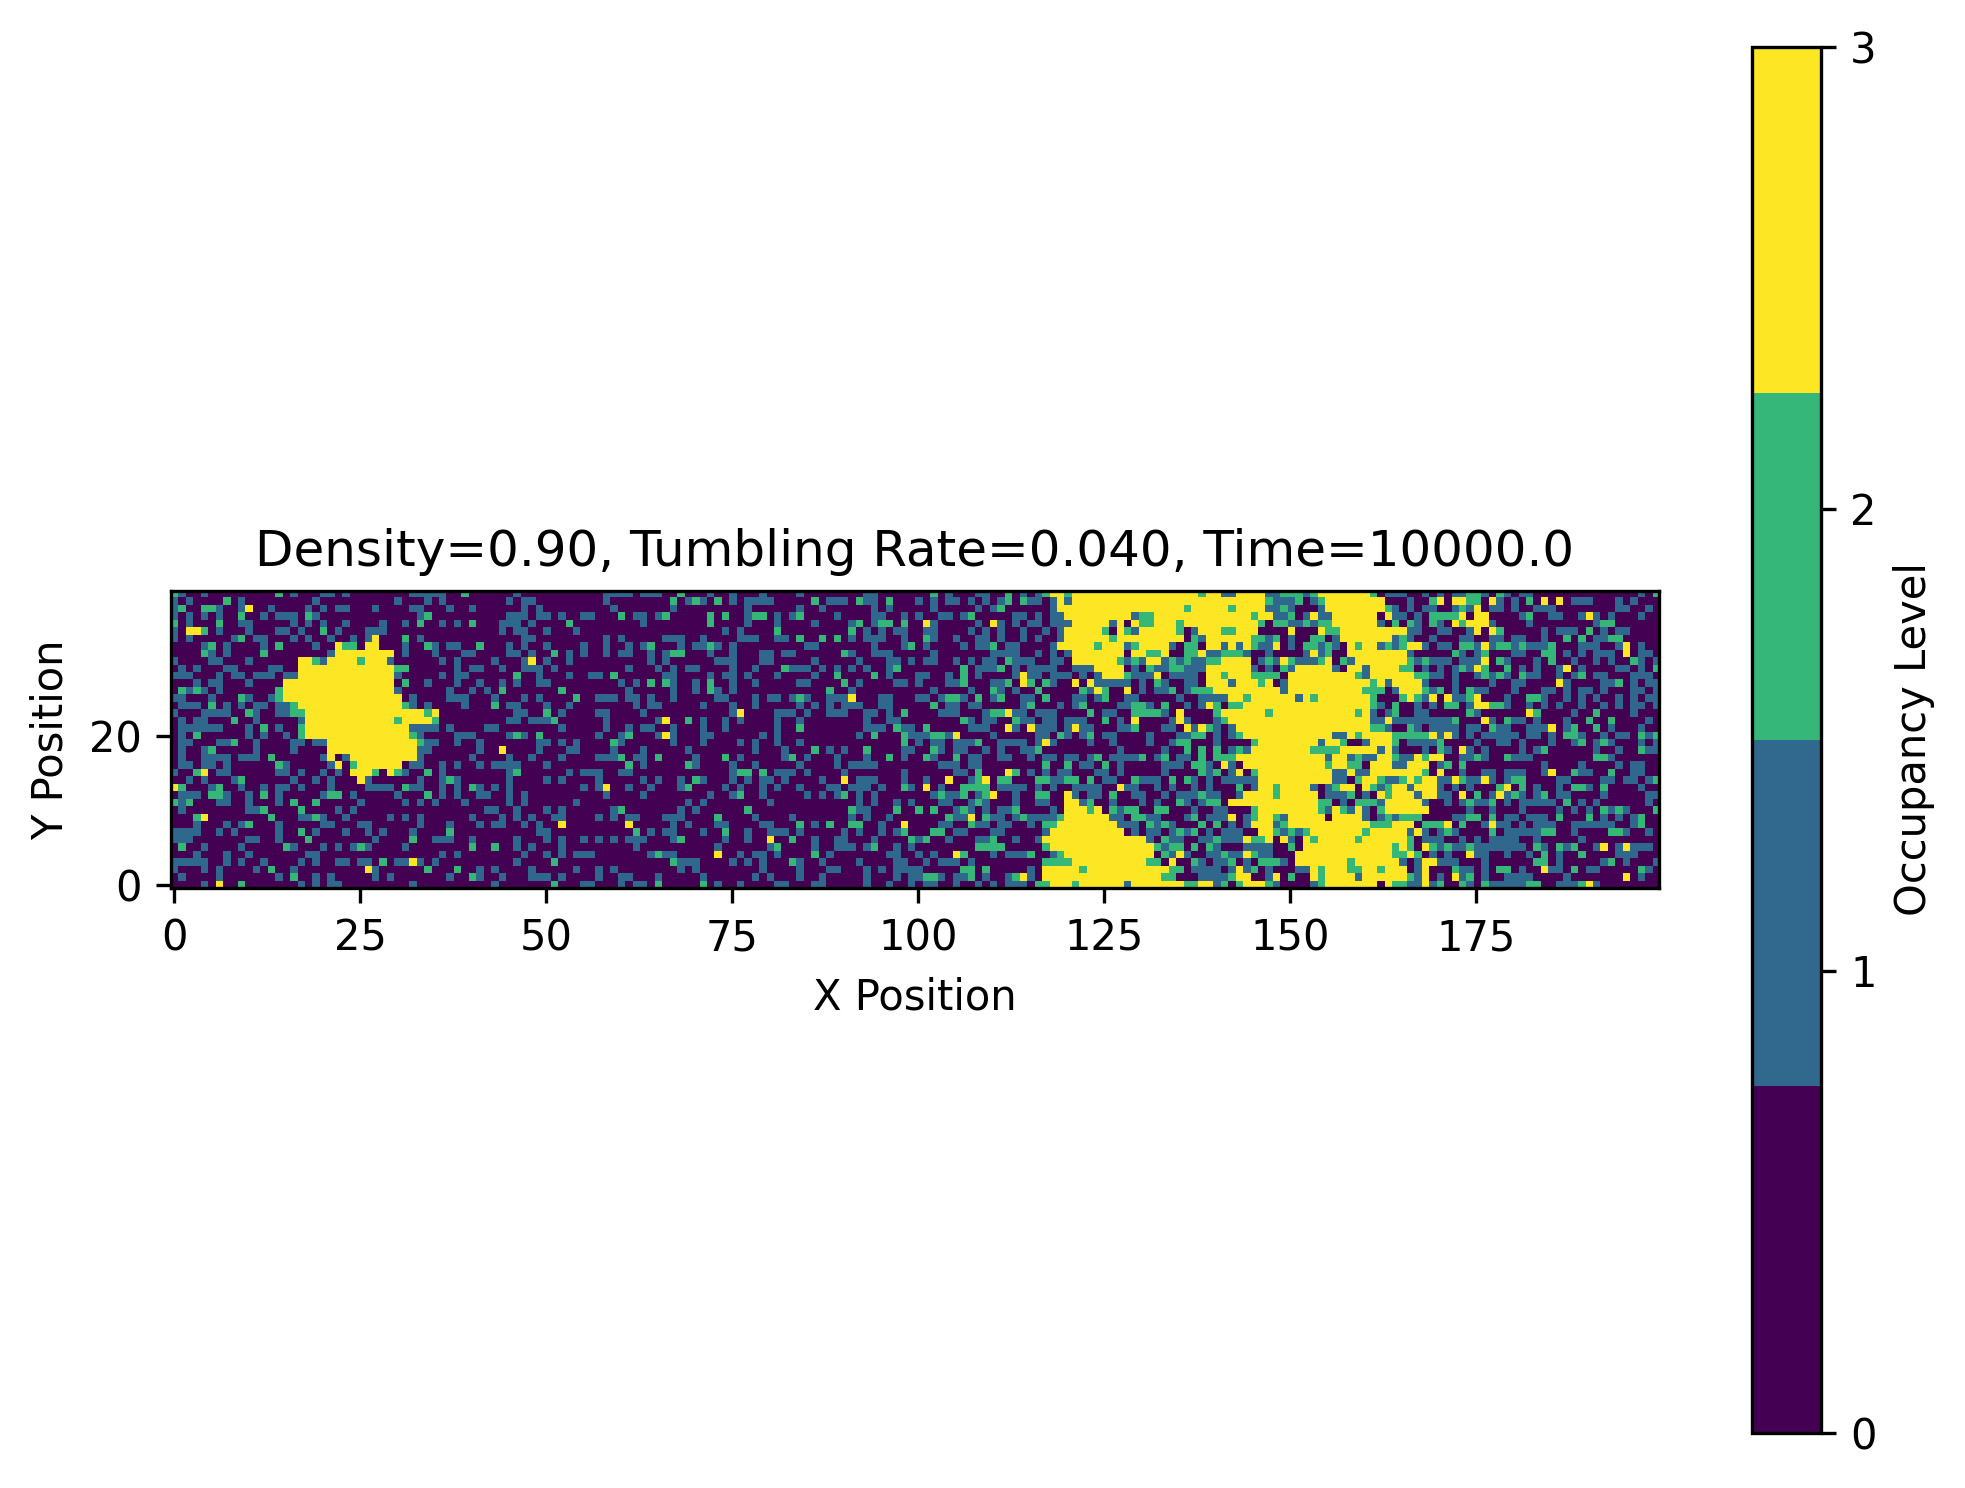 Density=0.90, Tumbling Rate=0.040, Time=10000.0
Y Position
20
0
0 25 50 75 100 125 150 175
X Position
3
2
1
0
Occupancy Level